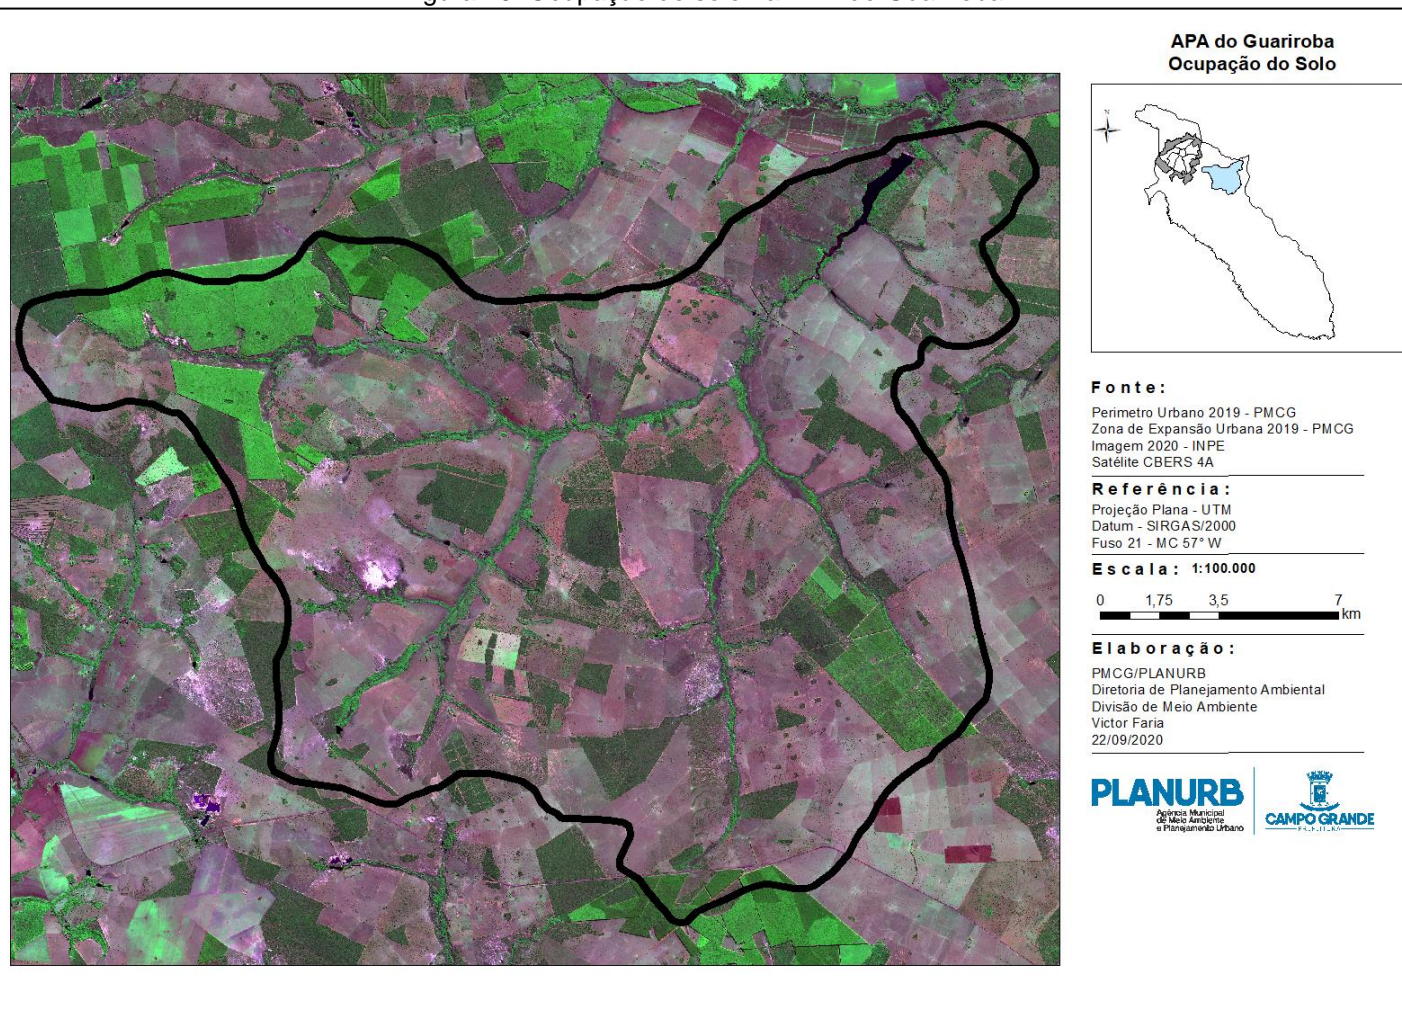 APA do Guariroba
Ocupação do Solo
N
Fonte:
Perimetro Urbano 2019 - PMCG
Zona de Expansão Urbana 2019 - PMCG
Imagem 2020 - INPE
Satélite CBERS 4A
Referência:
Projeção Plana - UTM
Datum - SIRGAS/2000
Fuso 21 - MC 57° W
Escala: 1:100.000
0 1,75 3,5 7
km
Elaboração:
PMCG/PLANURB
Diretoria de Planejamento Ambiental
Divisão de Meio Ambiente
Victor Faria
22/09/2020
PLANURB
Agência Municipal
de Meio Ambiente
e Planejamento Urbano
CAMPO GRANDE
PREFEITURA